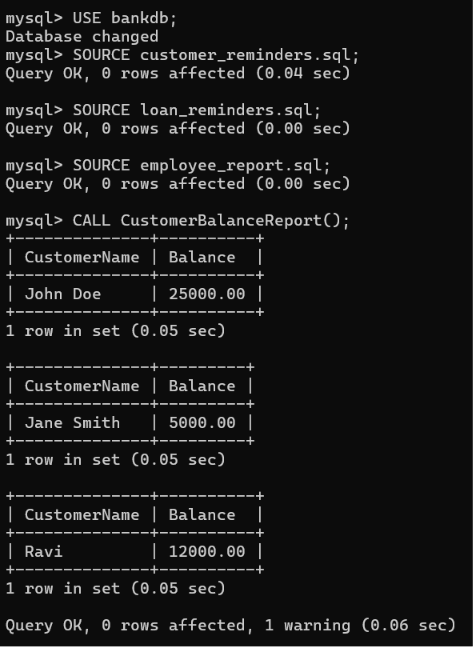 mysql> USE bankdb;
Database changed
mysql> SOURCE customer_reminders.sql;
Query OK, 0 rows affected (0.04 sec)

mysql> SOURCE loan_reminders.sql;
Query OK, 0 rows affected (0.00 sec)

mysql> SOURCE employee_report.sql;
Query OK, 0 rows affected (0.00 sec)

mysql> CALL CustomerBalanceReport();
+--------------+----------+
| CustomerName | Balance  |
+--------------+----------+
| John Doe     | 25000.00 |
+--------------+----------+
1 row in set (0.05 sec)

+--------------+---------+
| CustomerName | Balance |
+--------------+---------+
| Jane Smith   | 5000.00 |
+--------------+---------+
1 row in set (0.05 sec)

+--------------+----------+
| CustomerName | Balance  |
+--------------+----------+
| Ravi         | 12000.00 |
+--------------+----------+
1 row in set (0.05 sec)

Query OK, 0 rows affected, 1 warning (0.06 sec)